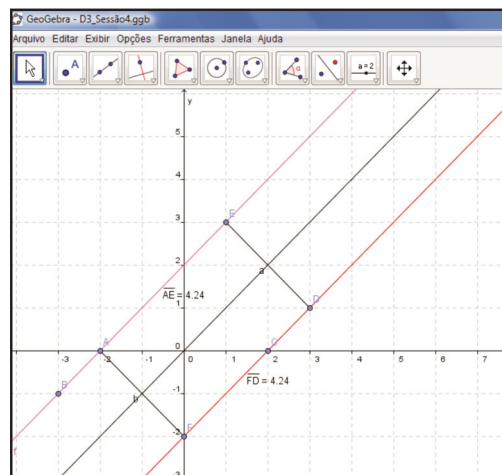 GeoGebra - D3_Sessão4.ggb
Arquivo Editar Exibir Opções Ferramentas Janela Ajuda
A
α
a = 2
y
5
4
E
3
2
a
AE = 4.24
D
1
A
C
0
-3 -2 -1 0 1 2 3 4 5 6 7
B
FD = 4.24
-1
b
F
-2
f
-3